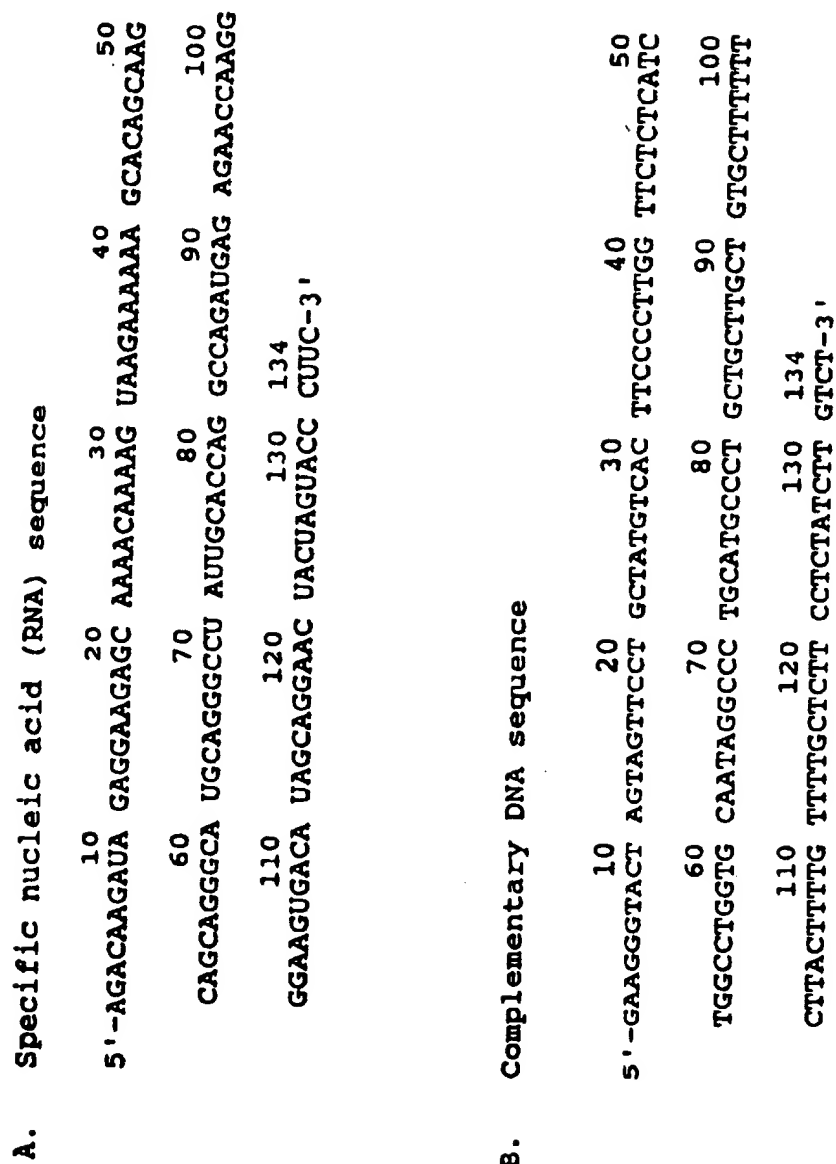 A. Specific nucleic acid (RNA) sequence
10 20 30 40 50
5'-AGACAAGAUA GAGGAAGAGC AAAACAAAAG UAAGAAAAAA GCACAGCAAG
60 70 80 90 100
CAGCAGGGCA UGCAGGGCCU AUUGCACCAG GCCAGAUGAG AGAACCAAGG
110 120 130 134
GGAAGUGACA UAGCAGGAAC UACUAGUACC CUUC-3'
B. Complementary DNA sequence
10 20 30 40 50
5'-GAAGGGTACT AGTAGTTCCT GCTATGTCAC TTCCCCTTGG TTCTCTCATC
60 70 80 90 100
TGGCCTGGTG CAATAGGCCC TGCATGCCCT GCTGCTTGCT GTGCTTTTTT
110 120 130 134
CTTACTTTTG TTTTGCTCTT CCTCTATCTT GTCT-3'